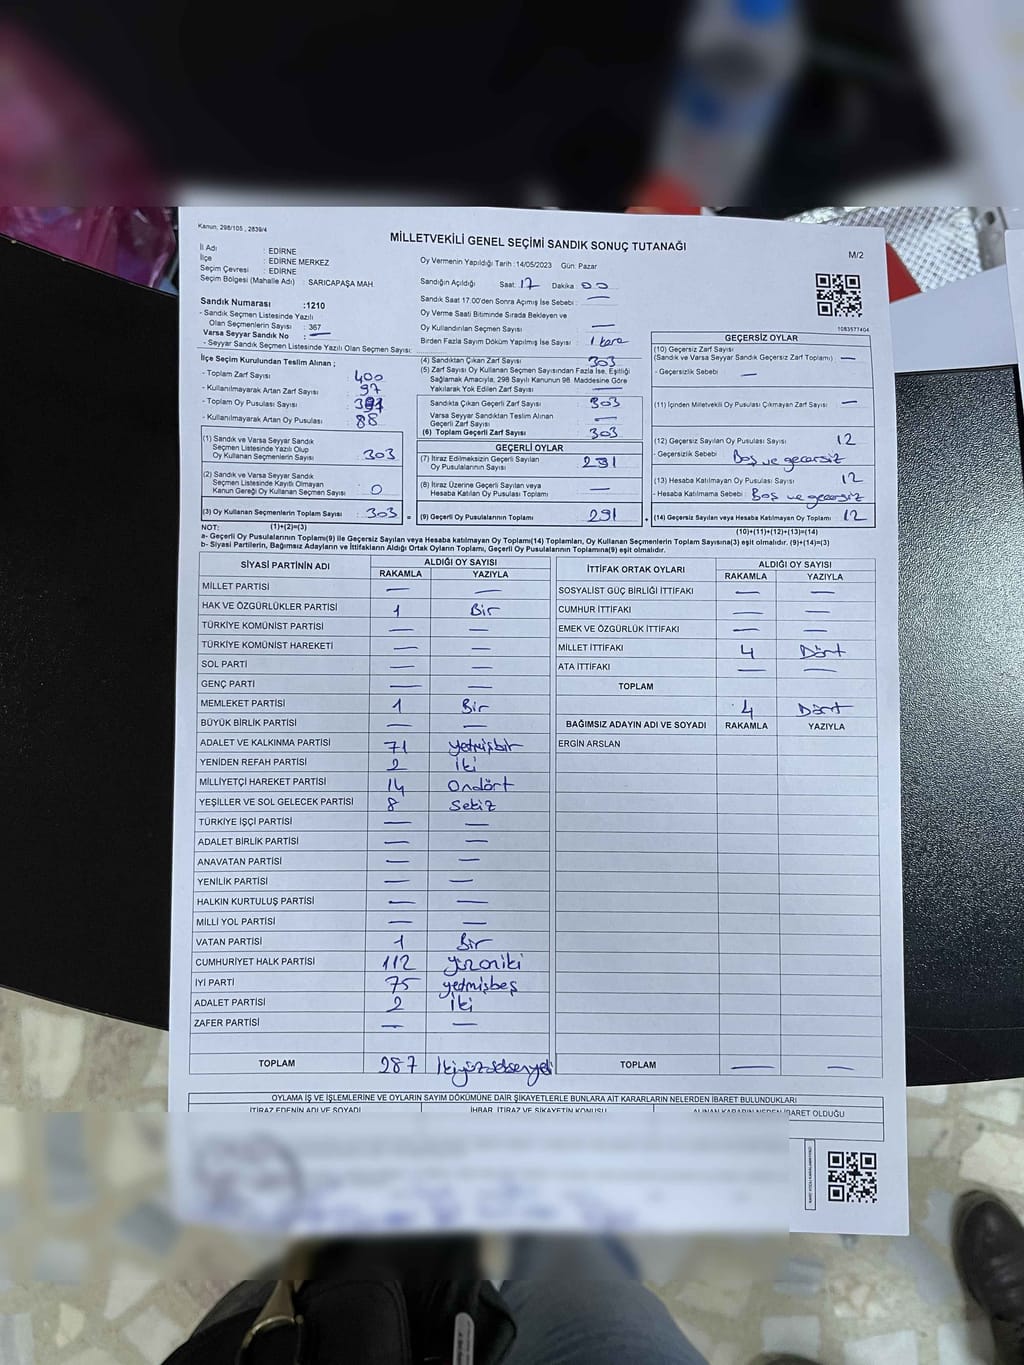 Kanun, 298/105 , 2839/4
MİLLETVEKİLİ GENEL SEÇİMİ SANDIK SONUÇ TUTANAĞI
M/2
İl Adı : EDİRNE
İlçe : EDİRNE MERKEZ
Seçim Çevresi : EDİRNE
Seçim Bölgesi (Mahalle Adı) : SARICAPAŞA MAH.
Oy Vermenin Yapıldığı Tarih :14/05/2023 Gün: Pazar
Sandığın Açıldığı Saat: 17 Dakika: 00
Sandık Saat 17.00'den Sonra Açımış İse Sebebi : —
Oy Verme Saati Bitiminde Sırada Bekleyen ve
Oy Kullandırılan Seçmen Sayısı —
Birden Fazla Sayım Döküm Yapılmış İse Sayısı : 1 kere
1083577404
Sandık Numarası :1210
- Sandık Seçmen Listesinde Yazılı
Olan Seçmenlerin Sayısı : 367
Varsa Seyyar Sandık No : —
- Seyyar Sandık Seçmen Listesinde Yazılı Olan Seçmen Sayısı:
İlçe Seçim Kurulundan Teslim Alınan ;
- Toplam Zarf Sayısı : 400
- Kullanılmayarak Artan Zarf Sayısı : 97
- Toplam Oy Pusulası Sayısı :
- Kullanılmayarak Artan Oy Pusulası : 88
(1) Sandık ve Varsa Seyyar Sandık
Seçmen Listesinde Yazılı Olup
Oy Kullanan Seçmenlerin Sayısı : 303
(2) Sandık ve Varsa Seyyar Sandık
Seçmen Listesinde Kayıtlı Olmayan
Kanun Gereği Oy Kullanan Seçmen Sayısı : 0
(3) Oy Kullanan Seçmenlerin Toplam Sayısı : 303 =
(1)+(2)=(3)
(4) Sandıktan Çıkan Zarf Sayısı 303
(5) Zarf Sayısı Oy Kullanan Seçmen Sayısından Fazla İse, Eşitliği
Sağlamak Amacıyla, 298 Sayılı Kanunun 98. Maddesine Göre
Yakılarak Yok Edilen Zarf Sayısı : —
Sandıkta Çıkan Geçerli Zarf Sayısı : 303
Varsa Seyyar Sandıktan Teslim Alınan
Geçerli Zarf Sayısı : —
(6) Toplam Geçerli Zarf Sayısı : 303
GEÇERLİ OYLAR
(7) İtiraz Edilmeksizin Geçerli Sayılan
Oy Pusulalarının Sayısı : 291
(8) İtiraz Üzerine Geçerli Sayılan veya
Hesaba Katılan Oy Pusulası Toplamı : —
(9) Geçerli Oy Pusulalarının Toplamı : 291 +
GEÇERSİZ OYLAR
(10) Geçersiz Zarf Sayısı
(Sandık ve Varsa Seyyar Sandık Geçersiz Zarf Toplamı) : —
- Geçersizlik Sebebi : —
(11) İçinden Milletvekili Oy Pusulası Çıkmayan Zarf Sayısı : —
(12) Geçersiz Sayılan Oy Pusulası Sayısı : 12
Geçersizlik Sebebi : Boş ve geçersiz
(13) Hesaba Katılmayan Oy Pusulası Sayısı : 12
- Hesaba Katılmama Sebebi : Boş ve geçersiz
(14) Geçersiz Sayılan veya Hesaba Katılmayan Oy Toplamı : 12
(10)+(11)+(12)+(13)=(14)
NOT:
a- Geçerli Oy Pusulalarının Toplamı(9) ile Geçersiz Sayılan veya Hesaba katılmayan Oy Toplamı(14) Toplamları, Oy Kullanan Seçmenlerin Toplam Sayısına(3) eşit olmalıdır. (9)+(14)=(3)
b- Siyasi Partilerin, Bağımsız Adayların ve İttifakların Aldığı Ortak Oyların Toplamı, Geçerli Oy Pusulalarının Toplamına(9) eşit olmalıdır.
SİYASİ PARTİNİN ADI ALDIĞI OY SAYISI
RAKAMLA YAZIYLA
MİLLET PARTİSİ — —
HAK VE ÖZGÜRLÜKLER PARTİSİ 1 Bir
TÜRKİYE KOMÜNİST PARTİSİ — —
TÜRKİYE KOMÜNİST HAREKETİ — —
SOL PARTİ — —
GENÇ PARTİ — —
MEMLEKET PARTİSİ 1 Bir
BÜYÜK BİRLİK PARTİSİ — —
ADALET VE KALKINMA PARTİSİ 71 yetmişbir
YENİDEN REFAH PARTİSİ 2 İki
MİLLİYETÇİ HAREKET PARTİSİ 14 Ondört
YEŞİLLER VE SOL GELECEK PARTİSİ 8 Sekiz
TÜRKİYE İŞÇİ PARTİSİ — —
ADALET BİRLİK PARTİSİ — —
ANAVATAN PARTİSİ — —
YENİLİK PARTİSİ — —
HALKIN KURTULUŞ PARTİSİ — —
MİLLİ YOL PARTİSİ — —
VATAN PARTİSİ 1 Bir
CUMHURİYET HALK PARTİSİ 112 yüzoniki
İYİ PARTİ 75 yetmişbeş
ADALET PARTİSİ 2 İki
ZAFER PARTİSİ — —
TOPLAM 287 İkiyüzseksenyedi
İTTİFAK ORTAK OYLARI ALDIĞI OY SAYISI
RAKAMLA YAZIYLA
SOSYALİST GÜÇ BİRLİĞİ İTTİFAKI — —
CUMHUR İTTİFAKI — —
EMEK VE ÖZGÜRLÜK İTTİFAKI — —
MİLLET İTTİFAKI 4 Dört
ATA İTTİFAKI — —
TOPLAM 4 Dört
BAĞIMSIZ ADAYIN ADI VE SOYADI RAKAMLA YAZIYLA
ERGİN ARSLAN
TOPLAM — —
OYLAMA İŞ VE İŞLEMLERİNE VE OYLARIN SAYIM DÖKÜMÜNE DAİR ŞİKAYETLERLE BUNLARA AİT KARARLARIN NELERDEN İBARET BULUNDUKLARI
İTİRAZ EDENİN ADI VE SOYADI İHBAR, İTİRAZ VE ŞİKAYETİN KONUSU ALINAN KARARIN NEDEN İBARET OLDUĞU